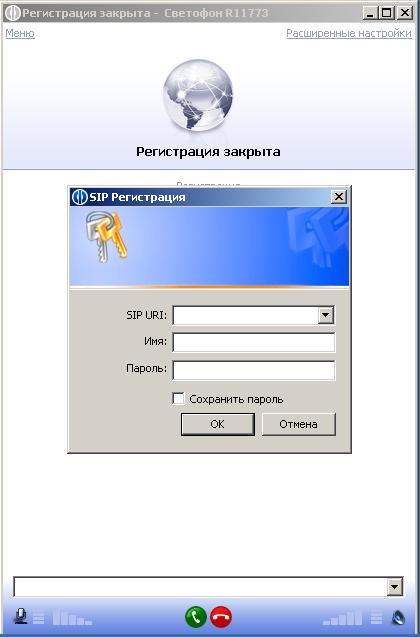 Регистрация закрыта - Светофон R11773
Меню Расширенные настройки
Регистрация закрыта
SIP Регистрация
SIP URI:
Имя:
Пароль:
Сохранить пароль
OK Отмена